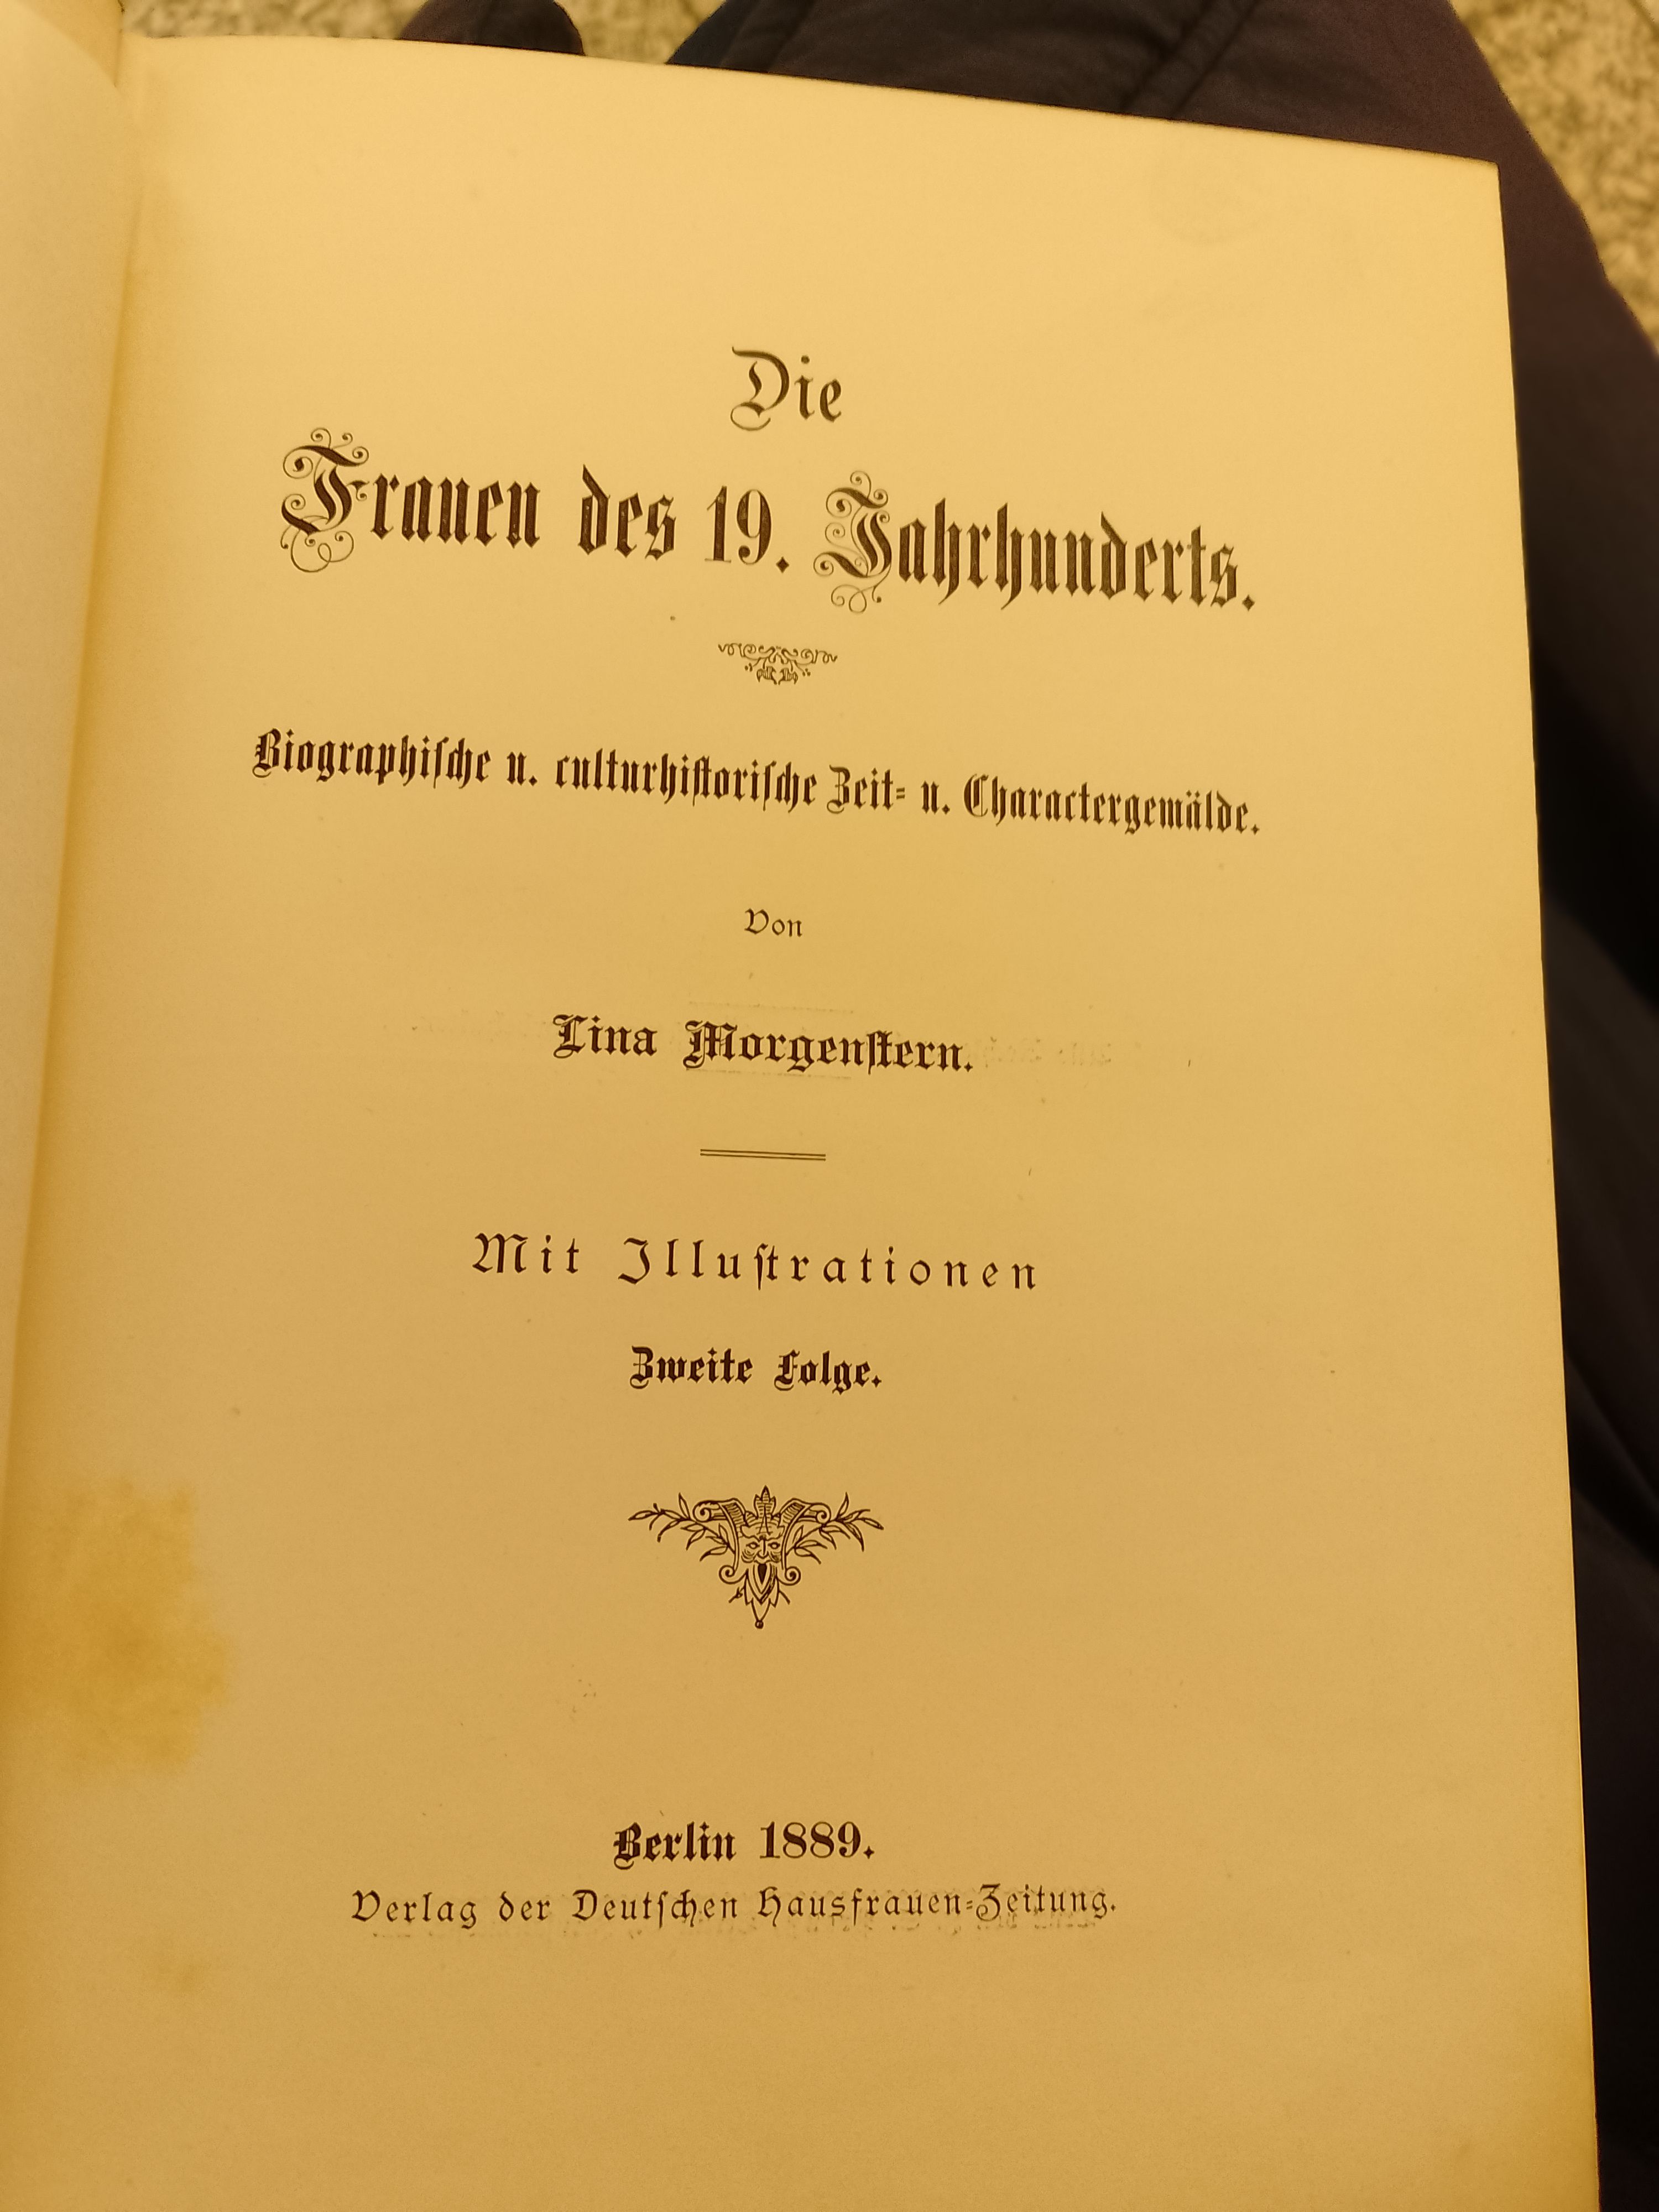 Die
Frauen des 19. Jahrhunderts.
Biographiſche u. culturhiſtoriſche Zeit- u. Charactergemälde.
Von
Lina Morgenſtern.
Mit Illuſtrationen
Zweite Folge.
Berlin 1889.
Verlag der Deutſchen Hausfrauen-Zeitung.